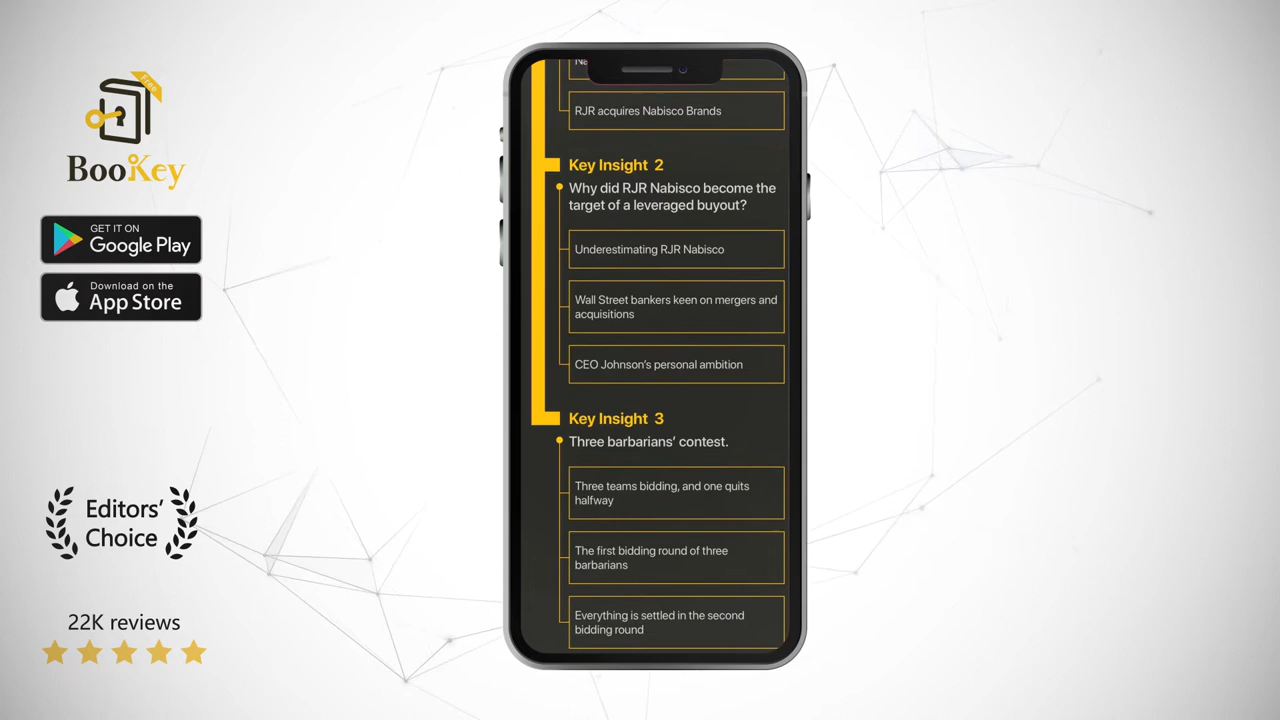 Free
BooKey
GET IT ON
Google Play
Download on the
App Store
Editors’
Choice
22K reviews
RJR acquires Nabisco Brands
Key Insight 2
Why did RJR Nabisco become the
target of a leveraged buyout?
Underestimating RJR Nabisco
Wall Street bankers keen on mergers and
acquisitions
CEO Johnson’s personal ambition
Key Insight 3
Three barbarians’ contest.
Three teams bidding, and one quits
halfway
The first bidding round of three
barbarians
Everything is settled in the second
bidding round